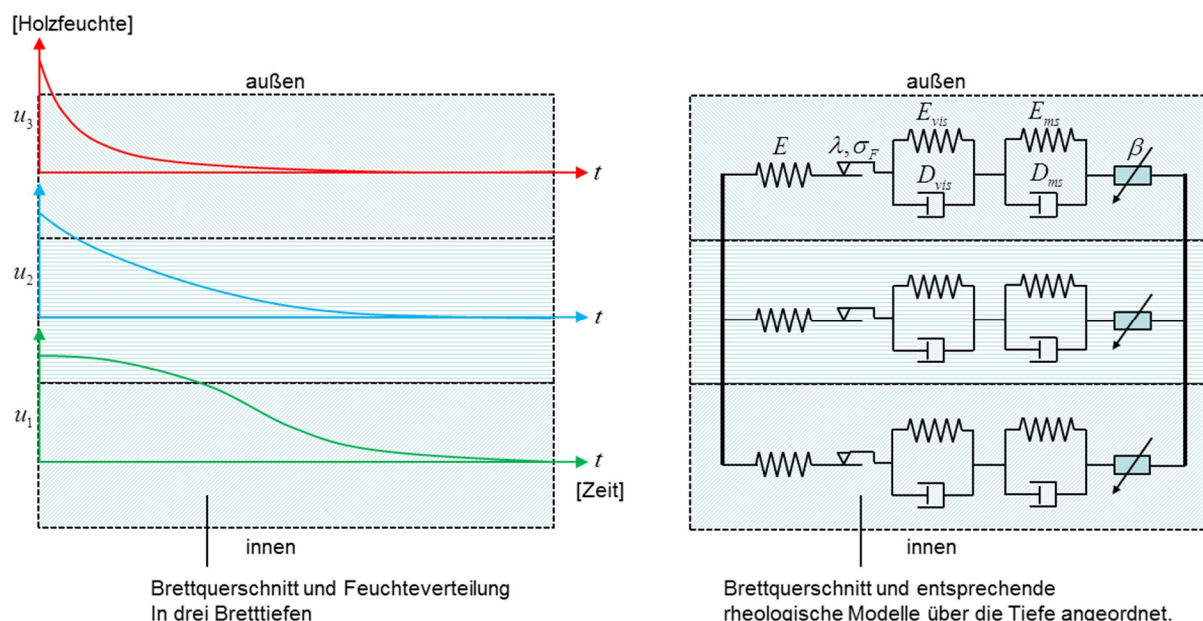 [Holzfeuchte]
außen
u3
t
u2
t
u1
t
[Zeit]
innen
Brettquerschnitt und Feuchteverteilung
In drei Bretttiefen
außen
E
λ, σF
Evis
Dvis
Ems
Dms
β
innen
Brettquerschnitt und entsprechende
rheologische Modelle über die Tiefe angeordnet.